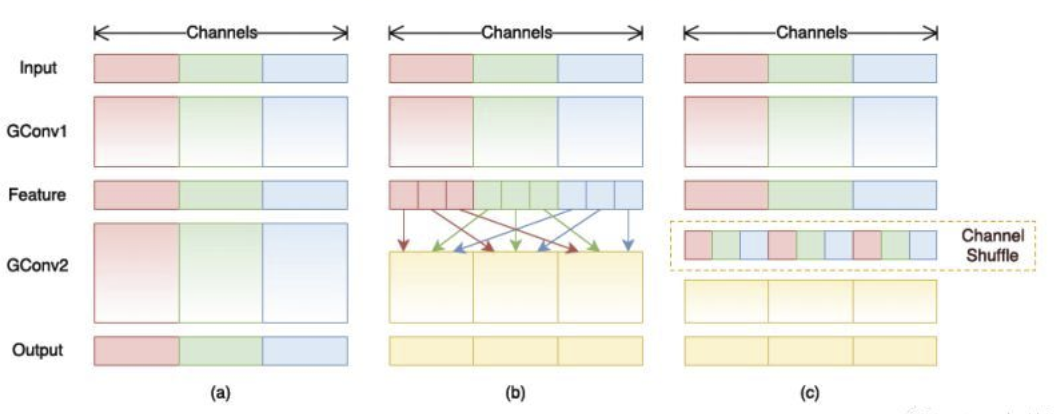 Channels Channels Channels
Input
GConv1
Feature
GConv2
Channel
Shuffle
Output
(a) (b) (c)